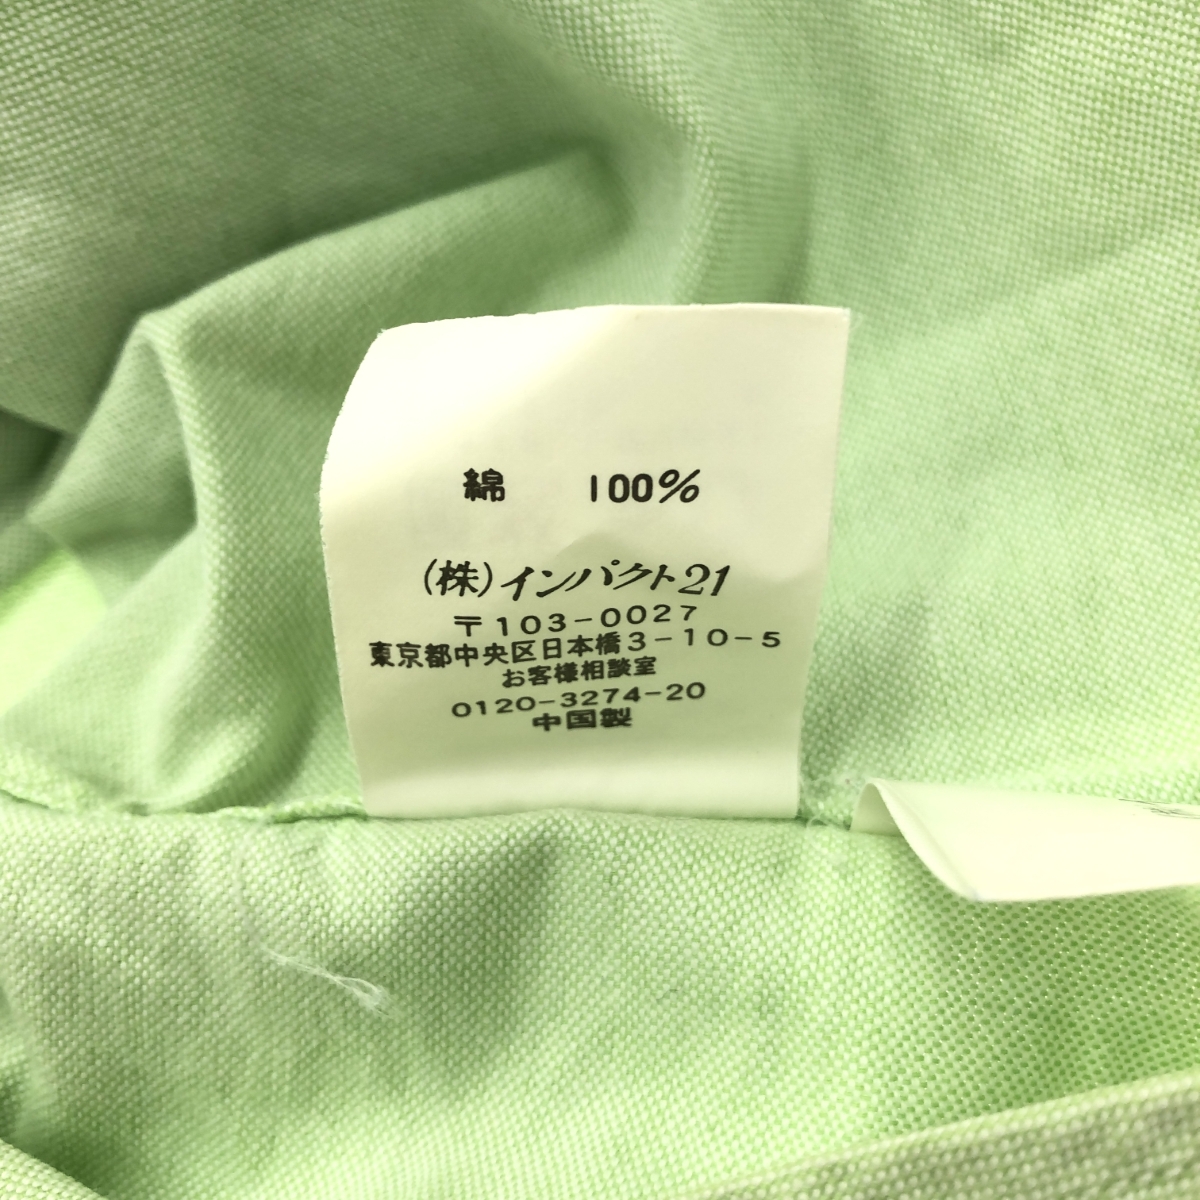 綿 100%
(株)インパクト21
〒103-0027
東京都中央区日本橋3-10-5
お客様相談室
0120-3274-20
中国製